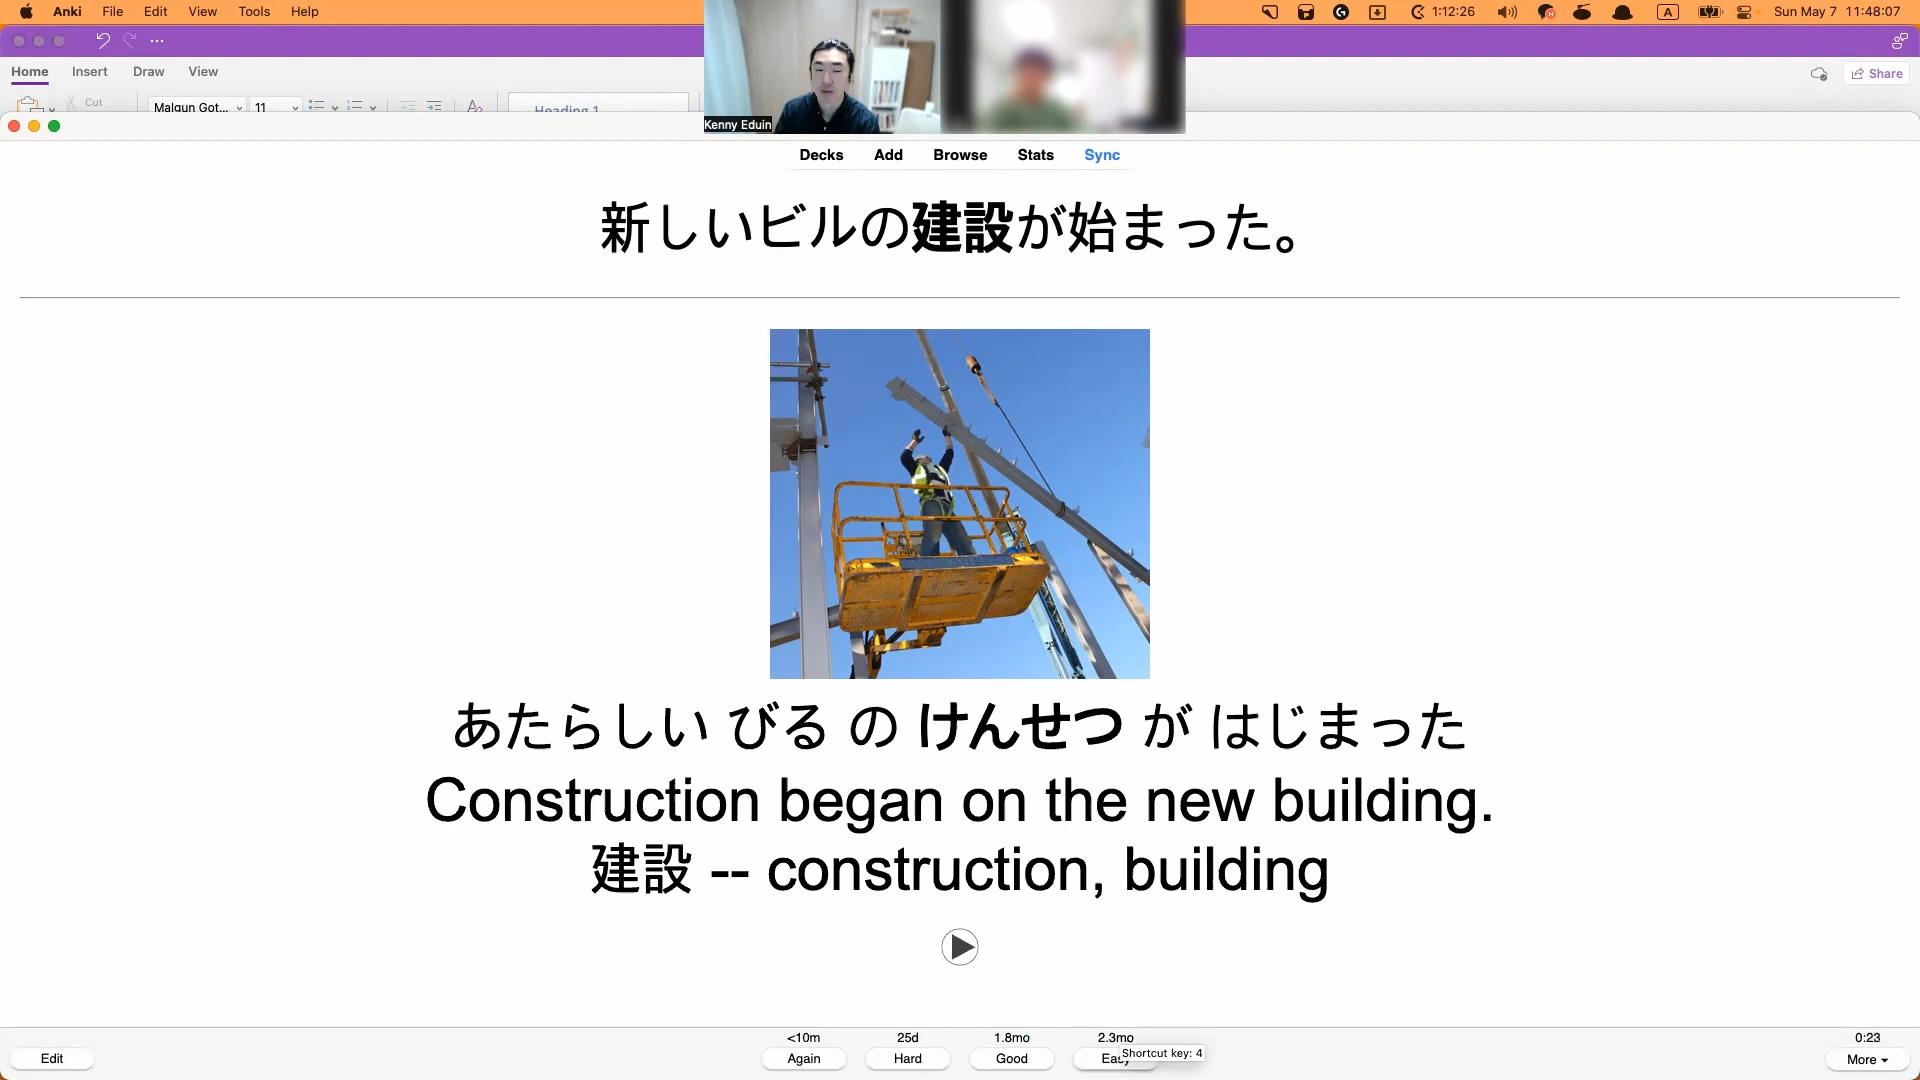 Anki File Edit View Tools Help
1:12:26 A Sun May 7 11:48:07
Home Insert Draw View
Share
Cut
Malgun Got... 11
Heading 1
Kenny Eduin
Decks Add Browse Stats Sync
新しいビルの建設が始まった。
あたらしい びる の けんせつ が はじまった
Construction began on the new building.
建設 -- construction, building
<10m 25d 1.8mo 2.3mo 0:23
Edit Again Hard Good Easy More
Shortcut key: 4